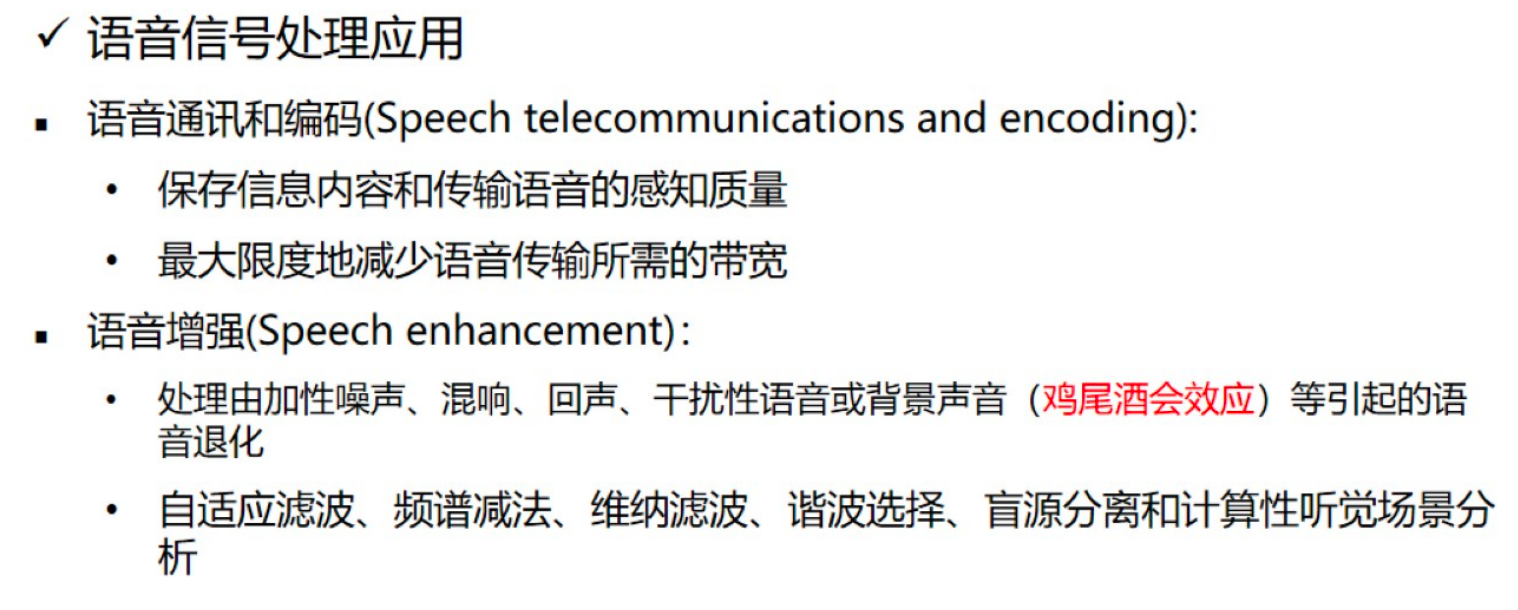 ✓ 语音信号处理应用
▪ 语音通讯和编码(Speech telecommunications and encoding):
• 保存信息内容和传输语音的感知质量
• 最大限度地减少语音传输所需的带宽
▪ 语音增强(Speech enhancement):
• 处理由加性噪声、混响、回声、干扰性语音或背景声音（鸡尾酒会效应）等引起的语
音退化
• 自适应滤波、频谱减法、维纳滤波、谐波选择、盲源分离和计算性听觉场景分
析